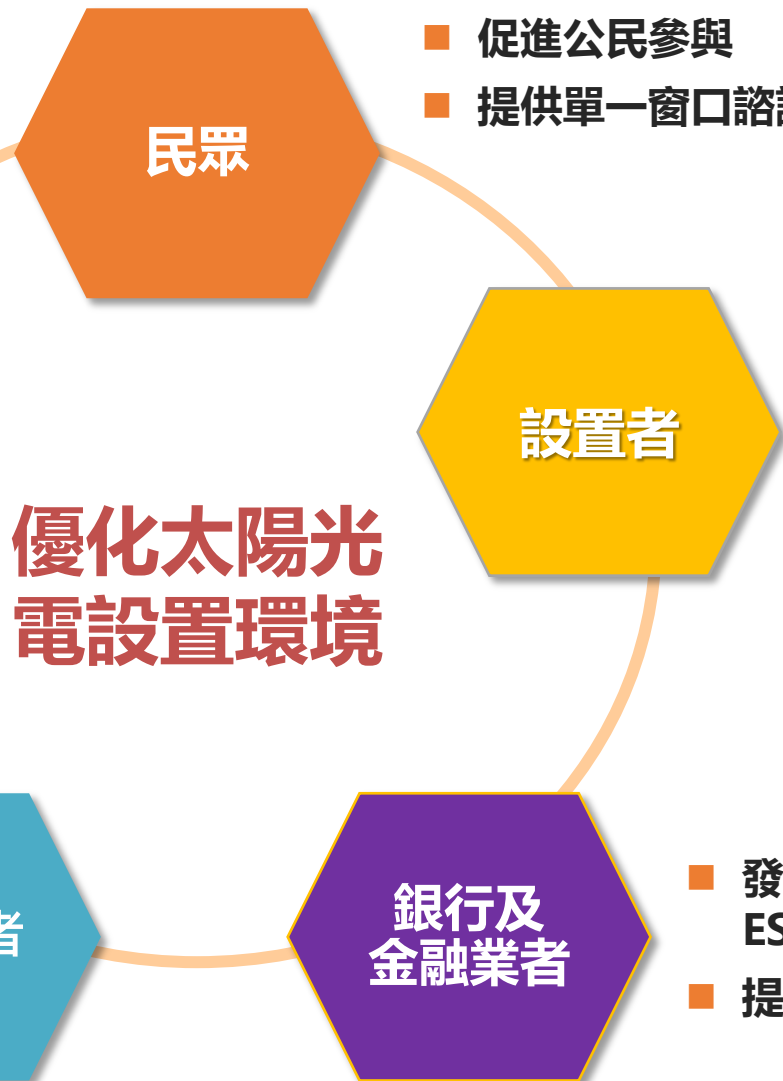 促進公民參與
提供單一窗口諮
民眾
設置者
優化太陽光
電設置環境
者
銀行及
金融業者
發
ES
提